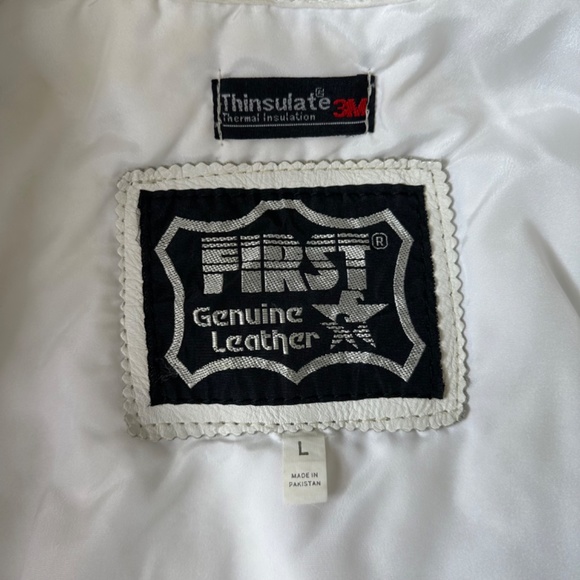 Thinsulate® 3M
Thermal Insulation
FIRST®
Genuine
Leather
L
MADE IN
PAKISTAN